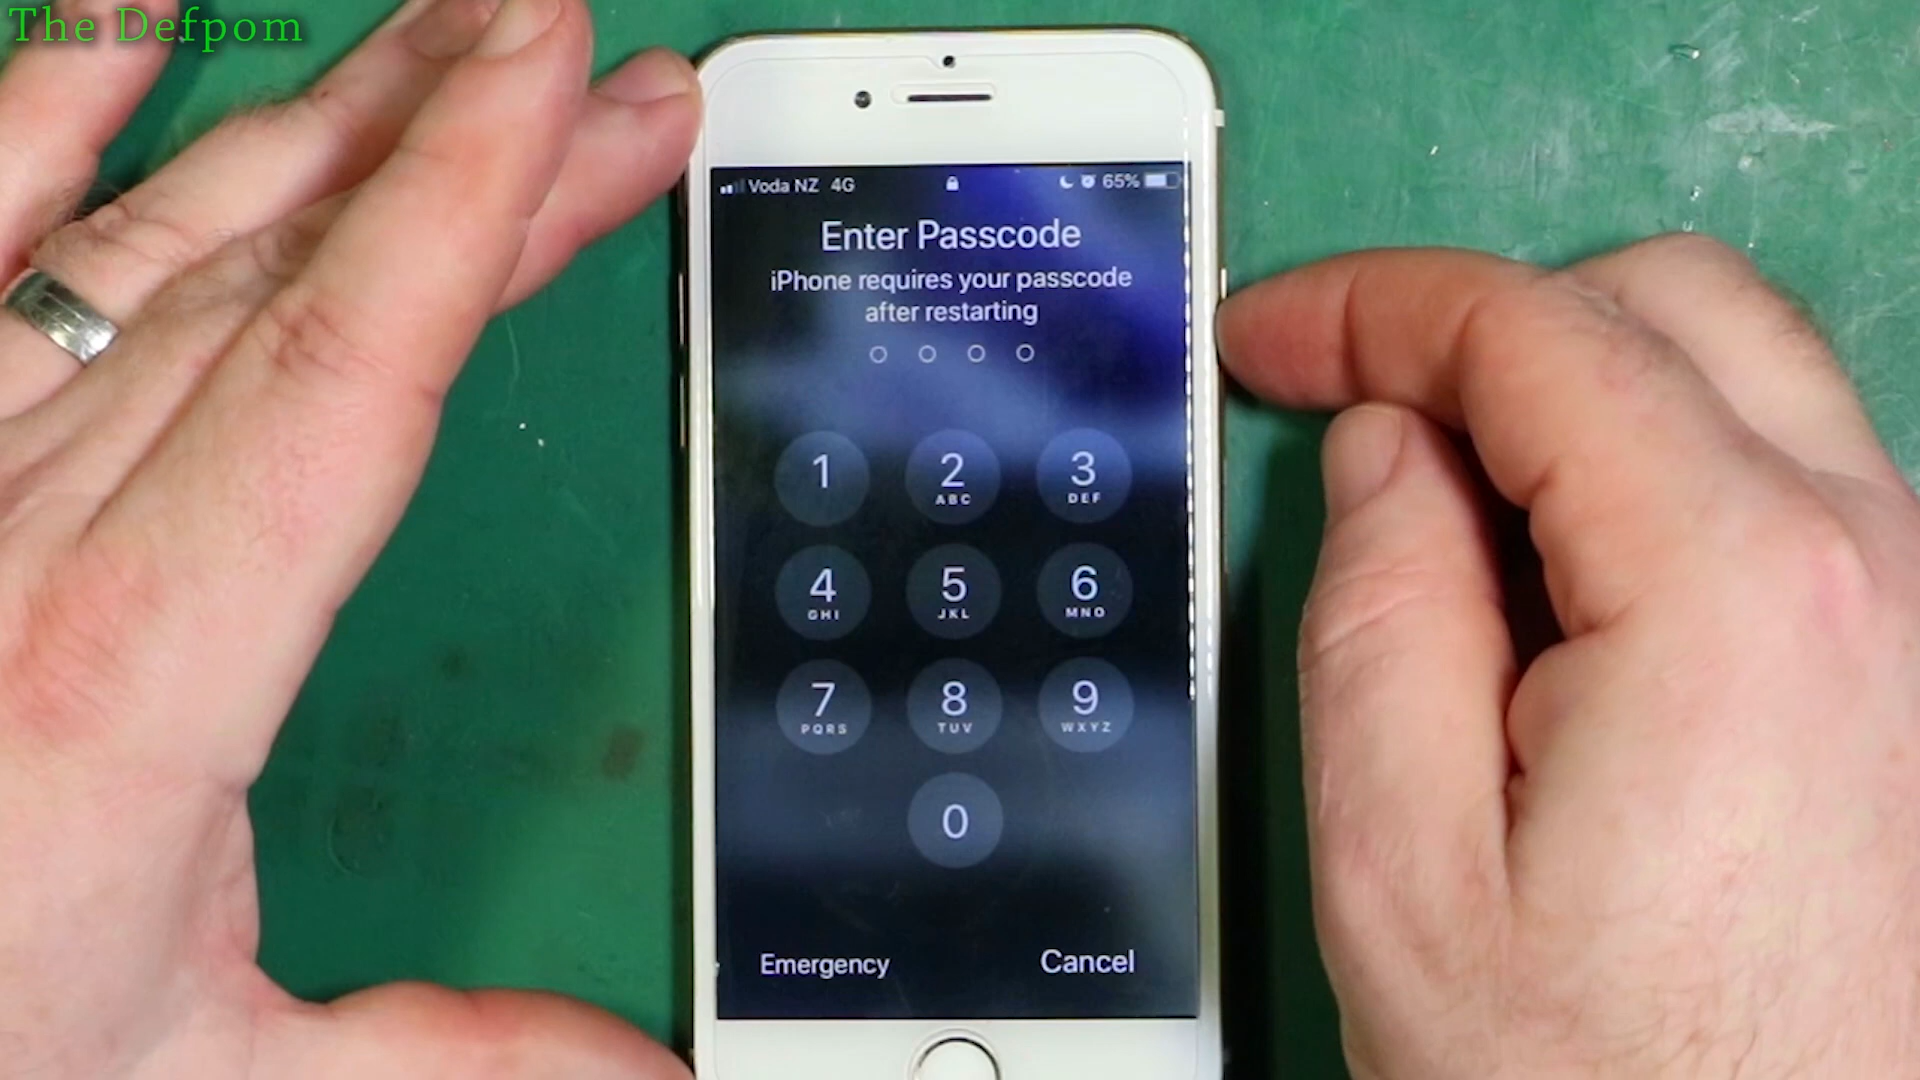 The Defpom
Voda NZ 4G 65%
Enter Passcode
iPhone requires your passcode
after restarting
1 2 3
ABC DEF
4 5 6
GHI JKL MNO
7 8 9
PQRS TUV WXYZ
0
Emergency Cancel